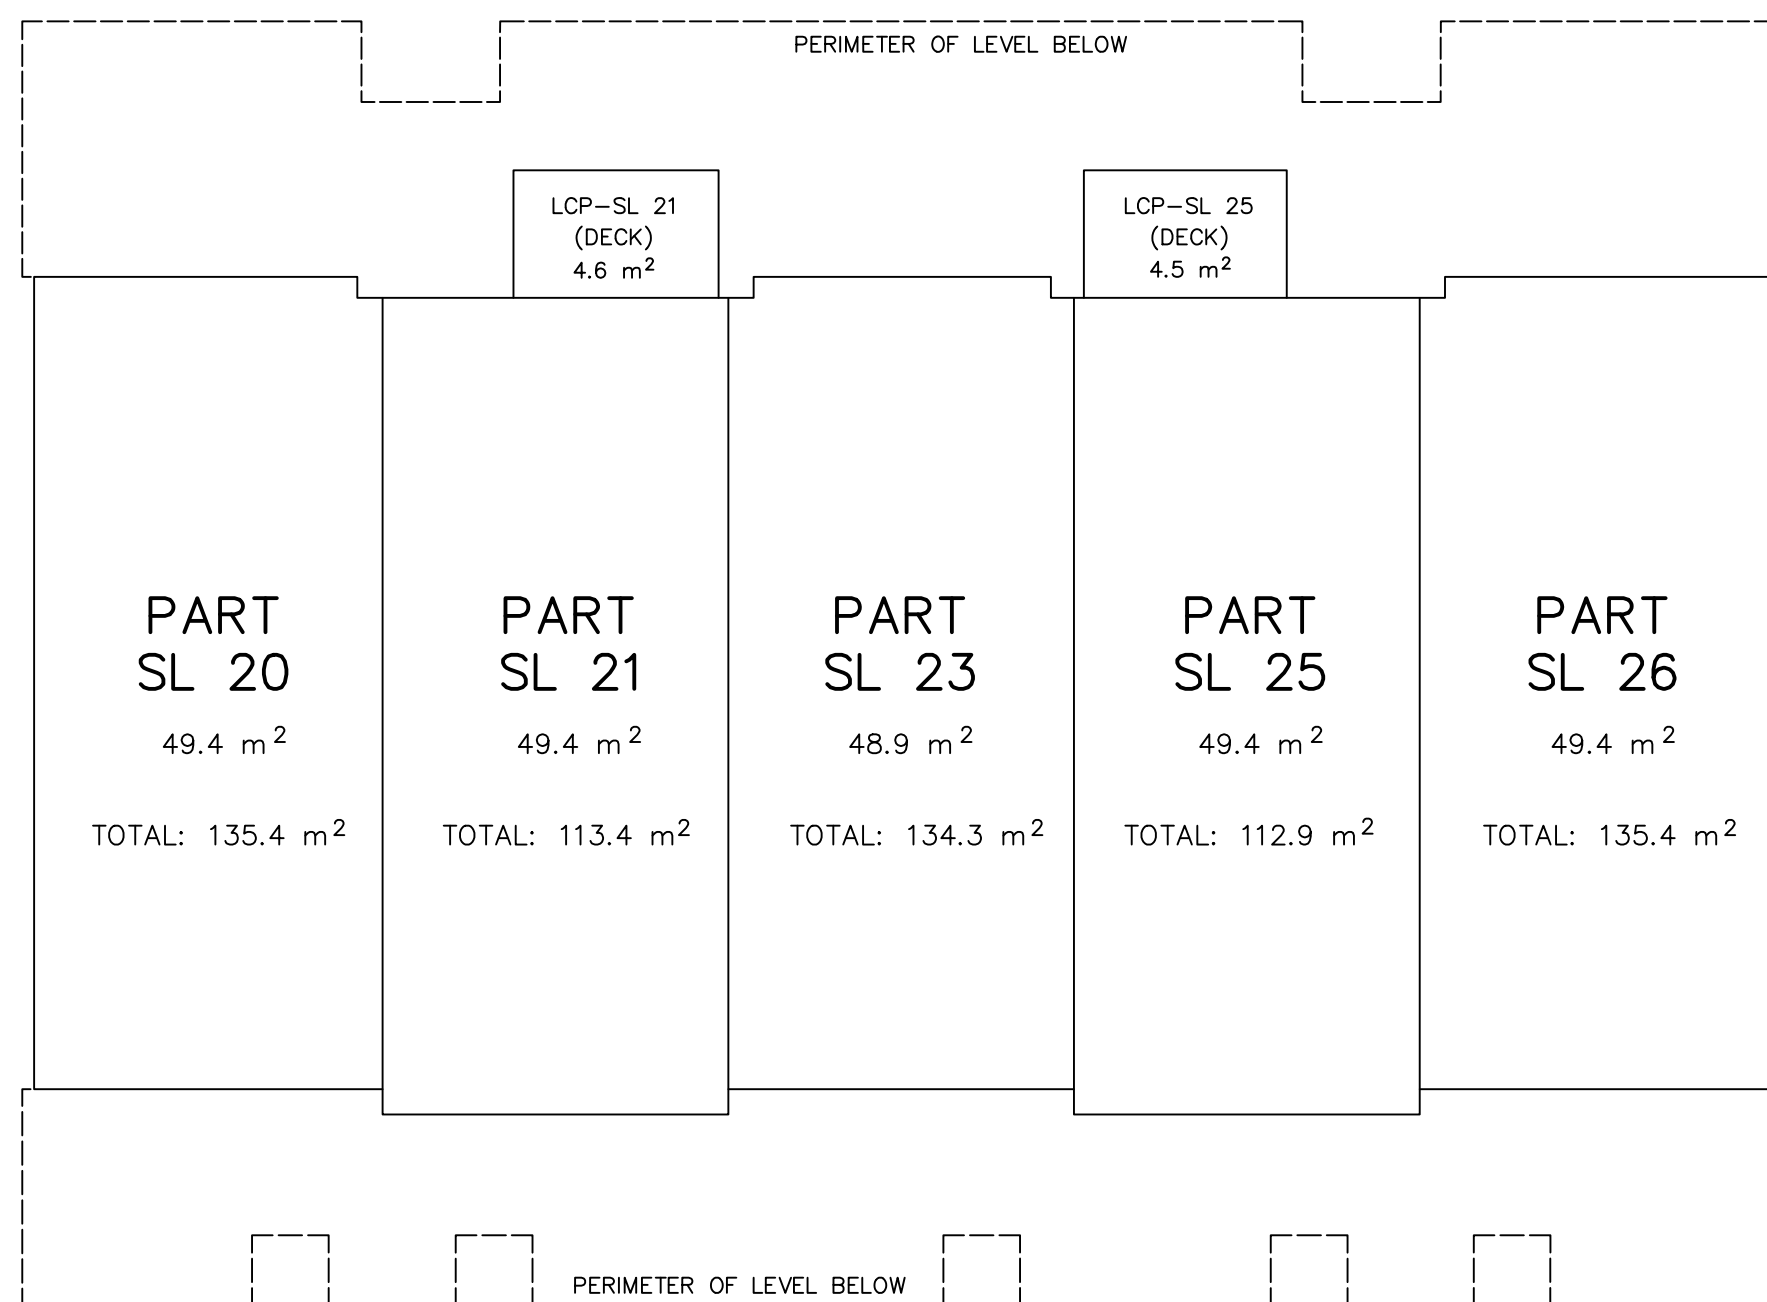 PERIMETER OF LEVEL BELOW
LCP-SL 21
(DECK)
4.6 m²
LCP-SL 25
(DECK)
4.5 m²
PART
SL 20
49.4 m²
TOTAL: 135.4 m²
PART
SL 21
49.4 m²
TOTAL: 113.4 m²
PART
SL 23
48.9 m²
TOTAL: 134.3 m²
PART
SL 25
49.4 m²
TOTAL: 112.9 m²
PART
SL 26
49.4 m²
TOTAL: 135.4 m²
PERIMETER OF LEVEL BELOW